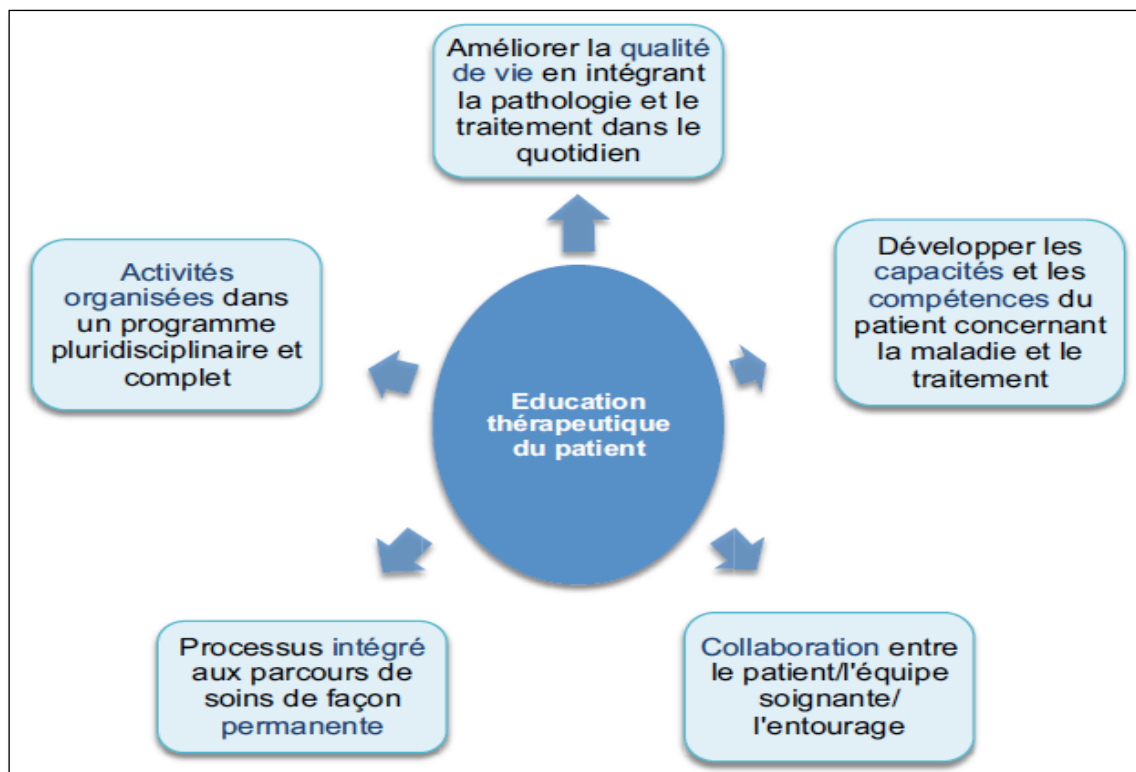 Améliorer la qualité
de vie en intégrant
la pathologie et le
traitement dans le
quotidien
Activités
organisées dans
un programme
pluridisciplinaire et
complet
Développer les
capacités et les
compétences du
patient concernant
la maladie et le
traitement
Education
thérapeutique
du patient
Processus intégré
aux parcours de
soins de façon
permanente
Collaboration entre
le patient/l'équipe
soignante/
l'entourage